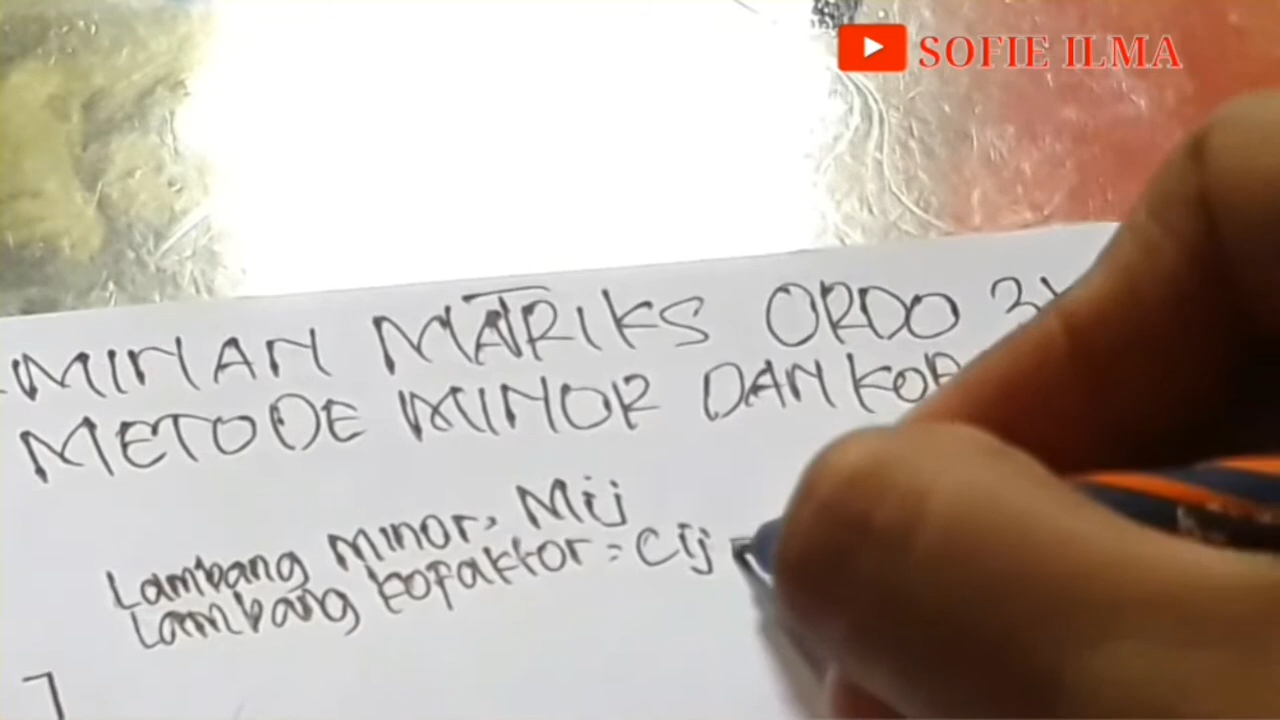 SOFIE ILMA
MINAN MATRIKS ORDO 3
METODE MINOR DAN KOF
Lambang Minor = Mij
Lambang kofaktor = Cij
]